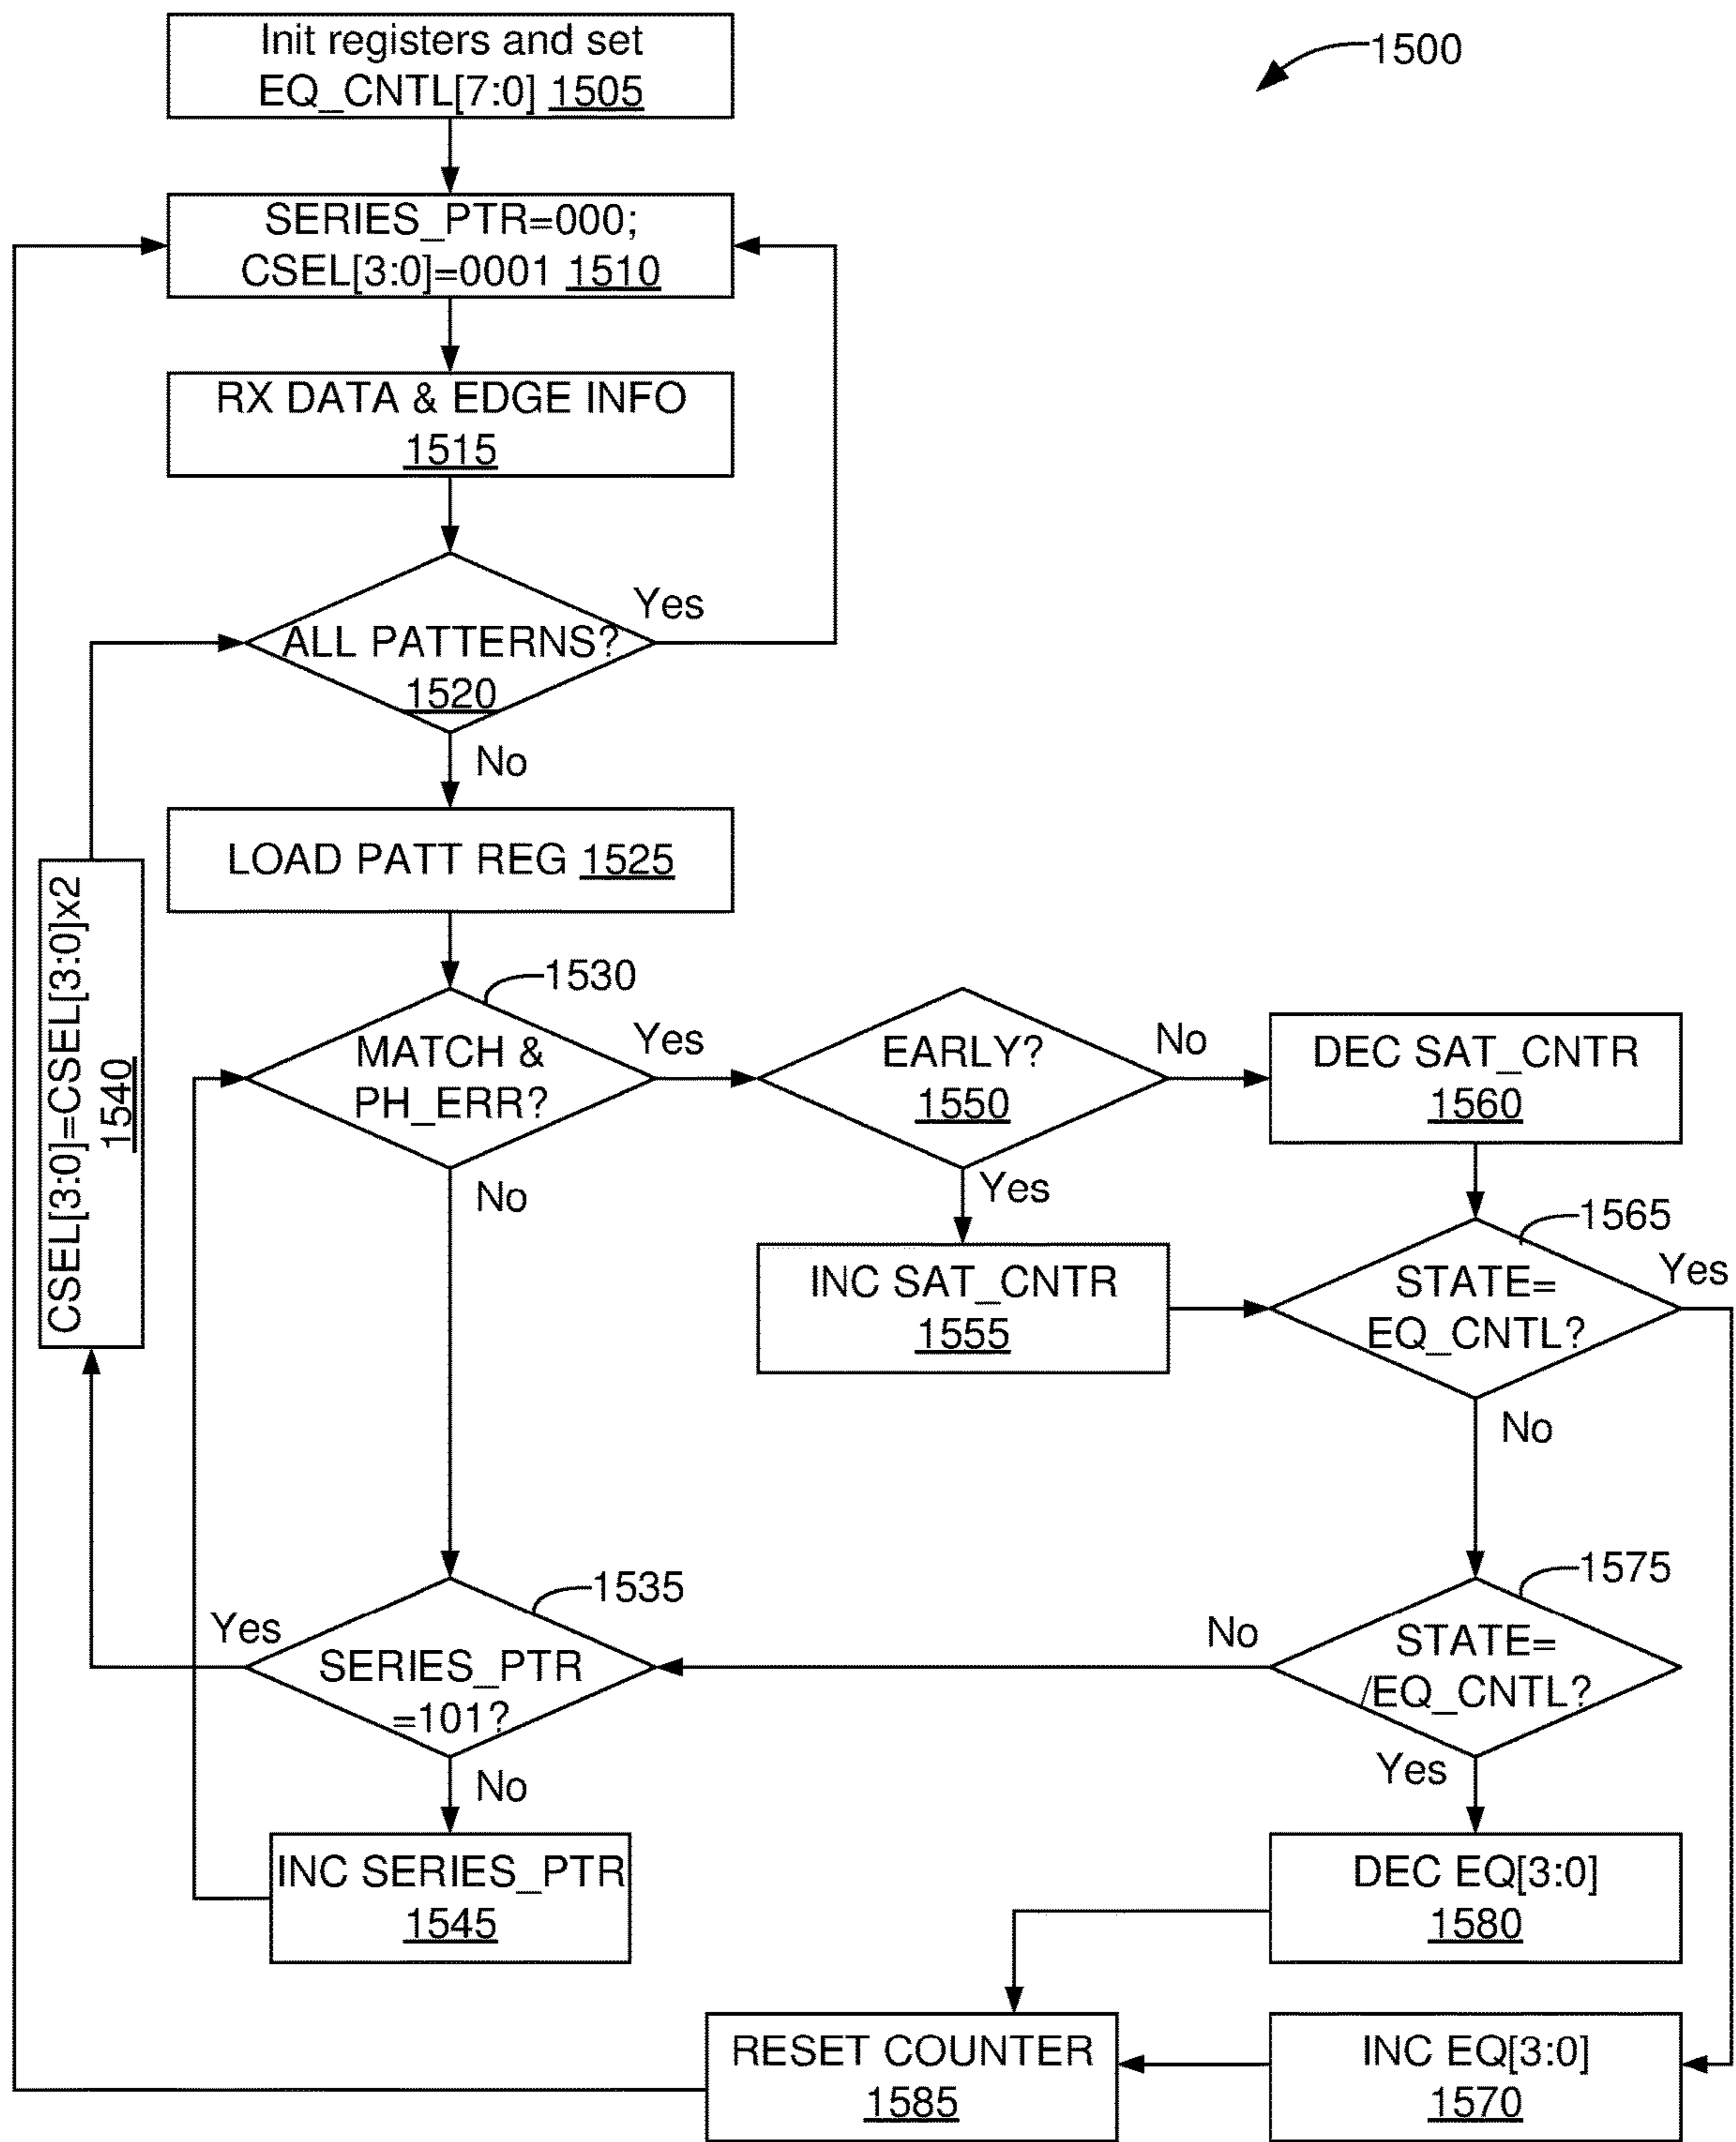 Init registers and set
EQ_CNTL[7:0] 1505
1500
SERIES_PTR=000;
CSEL[3:0]=0001 1510
RX DATA & EDGE INFO
1515
Yes
ALL PATTERNS?
1520
No
LOAD PATT REG 1525
CSEL[3:0]=CSEL[3:0]x2
1540
1530
MATCH &
PH_ERR?
Yes
No
EARLY?
1550
No
Yes
DEC SAT_CNTR
1560
INC SAT_CNTR
1555
1565
STATE=
EQ_CNTL?
Yes
No
1535
Yes
SERIES_PTR
=101?
No
1575
No
STATE=
/EQ_CNTL?
Yes
INC SERIES_PTR
1545
DEC EQ[3:0]
1580
RESET COUNTER
1585
INC EQ[3:0]
1570